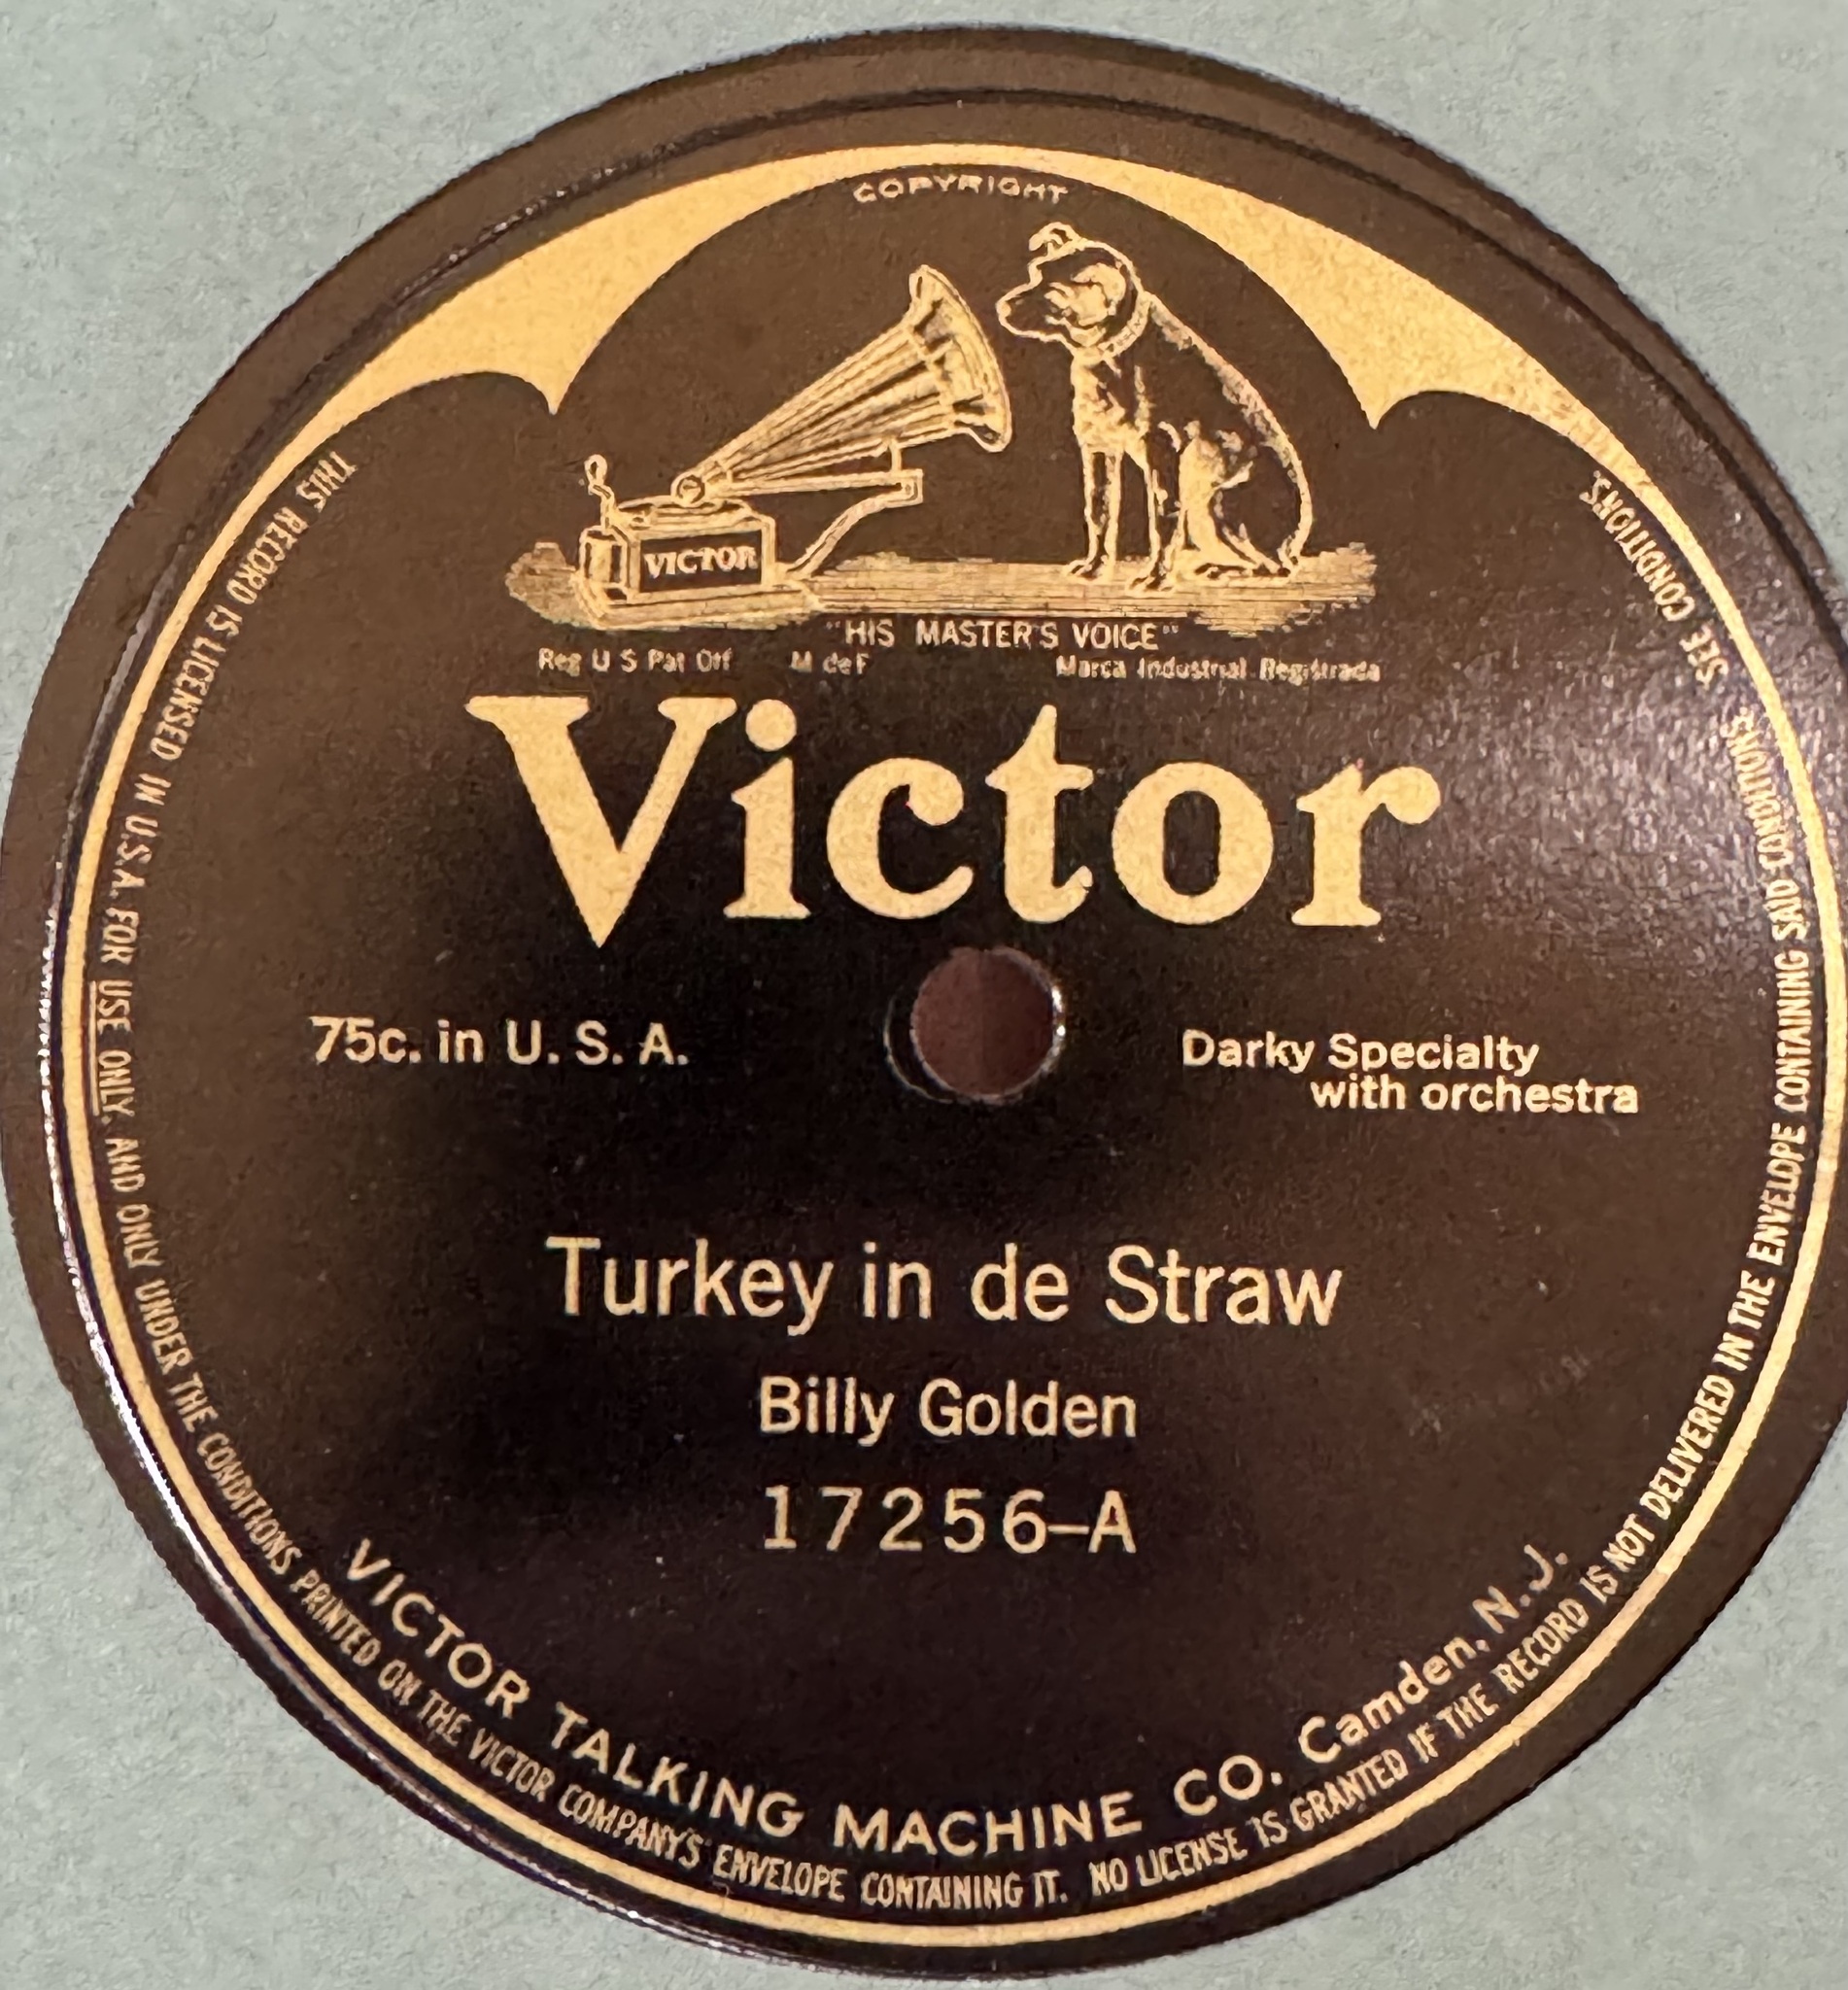 COPYRIGHT
VICTOR
"HIS MASTER'S VOICE"
Reg U S Pat Off M de F Marca Industrial Registrada
Victor
75c. in U. S. A.
Darky Specialty
with orchestra
Turkey in de Straw
Billy Golden
17256-A
VICTOR TALKING MACHINE CO. Camden, N.J.
THIS RECORD IS LICENSED IN U.S.A. FOR USE ONLY, AND ONLY UNDER THE CONDITIONS PRINTED ON THE VICTOR COMPANY'S ENVELOPE CONTAINING IT. NO LICENSE IS GRANTED IF THE RECORD IS NOT DELIVERED IN THE ENVELOPE CONTAINING SAID CONDITIONS. SEE CONDITIONS.